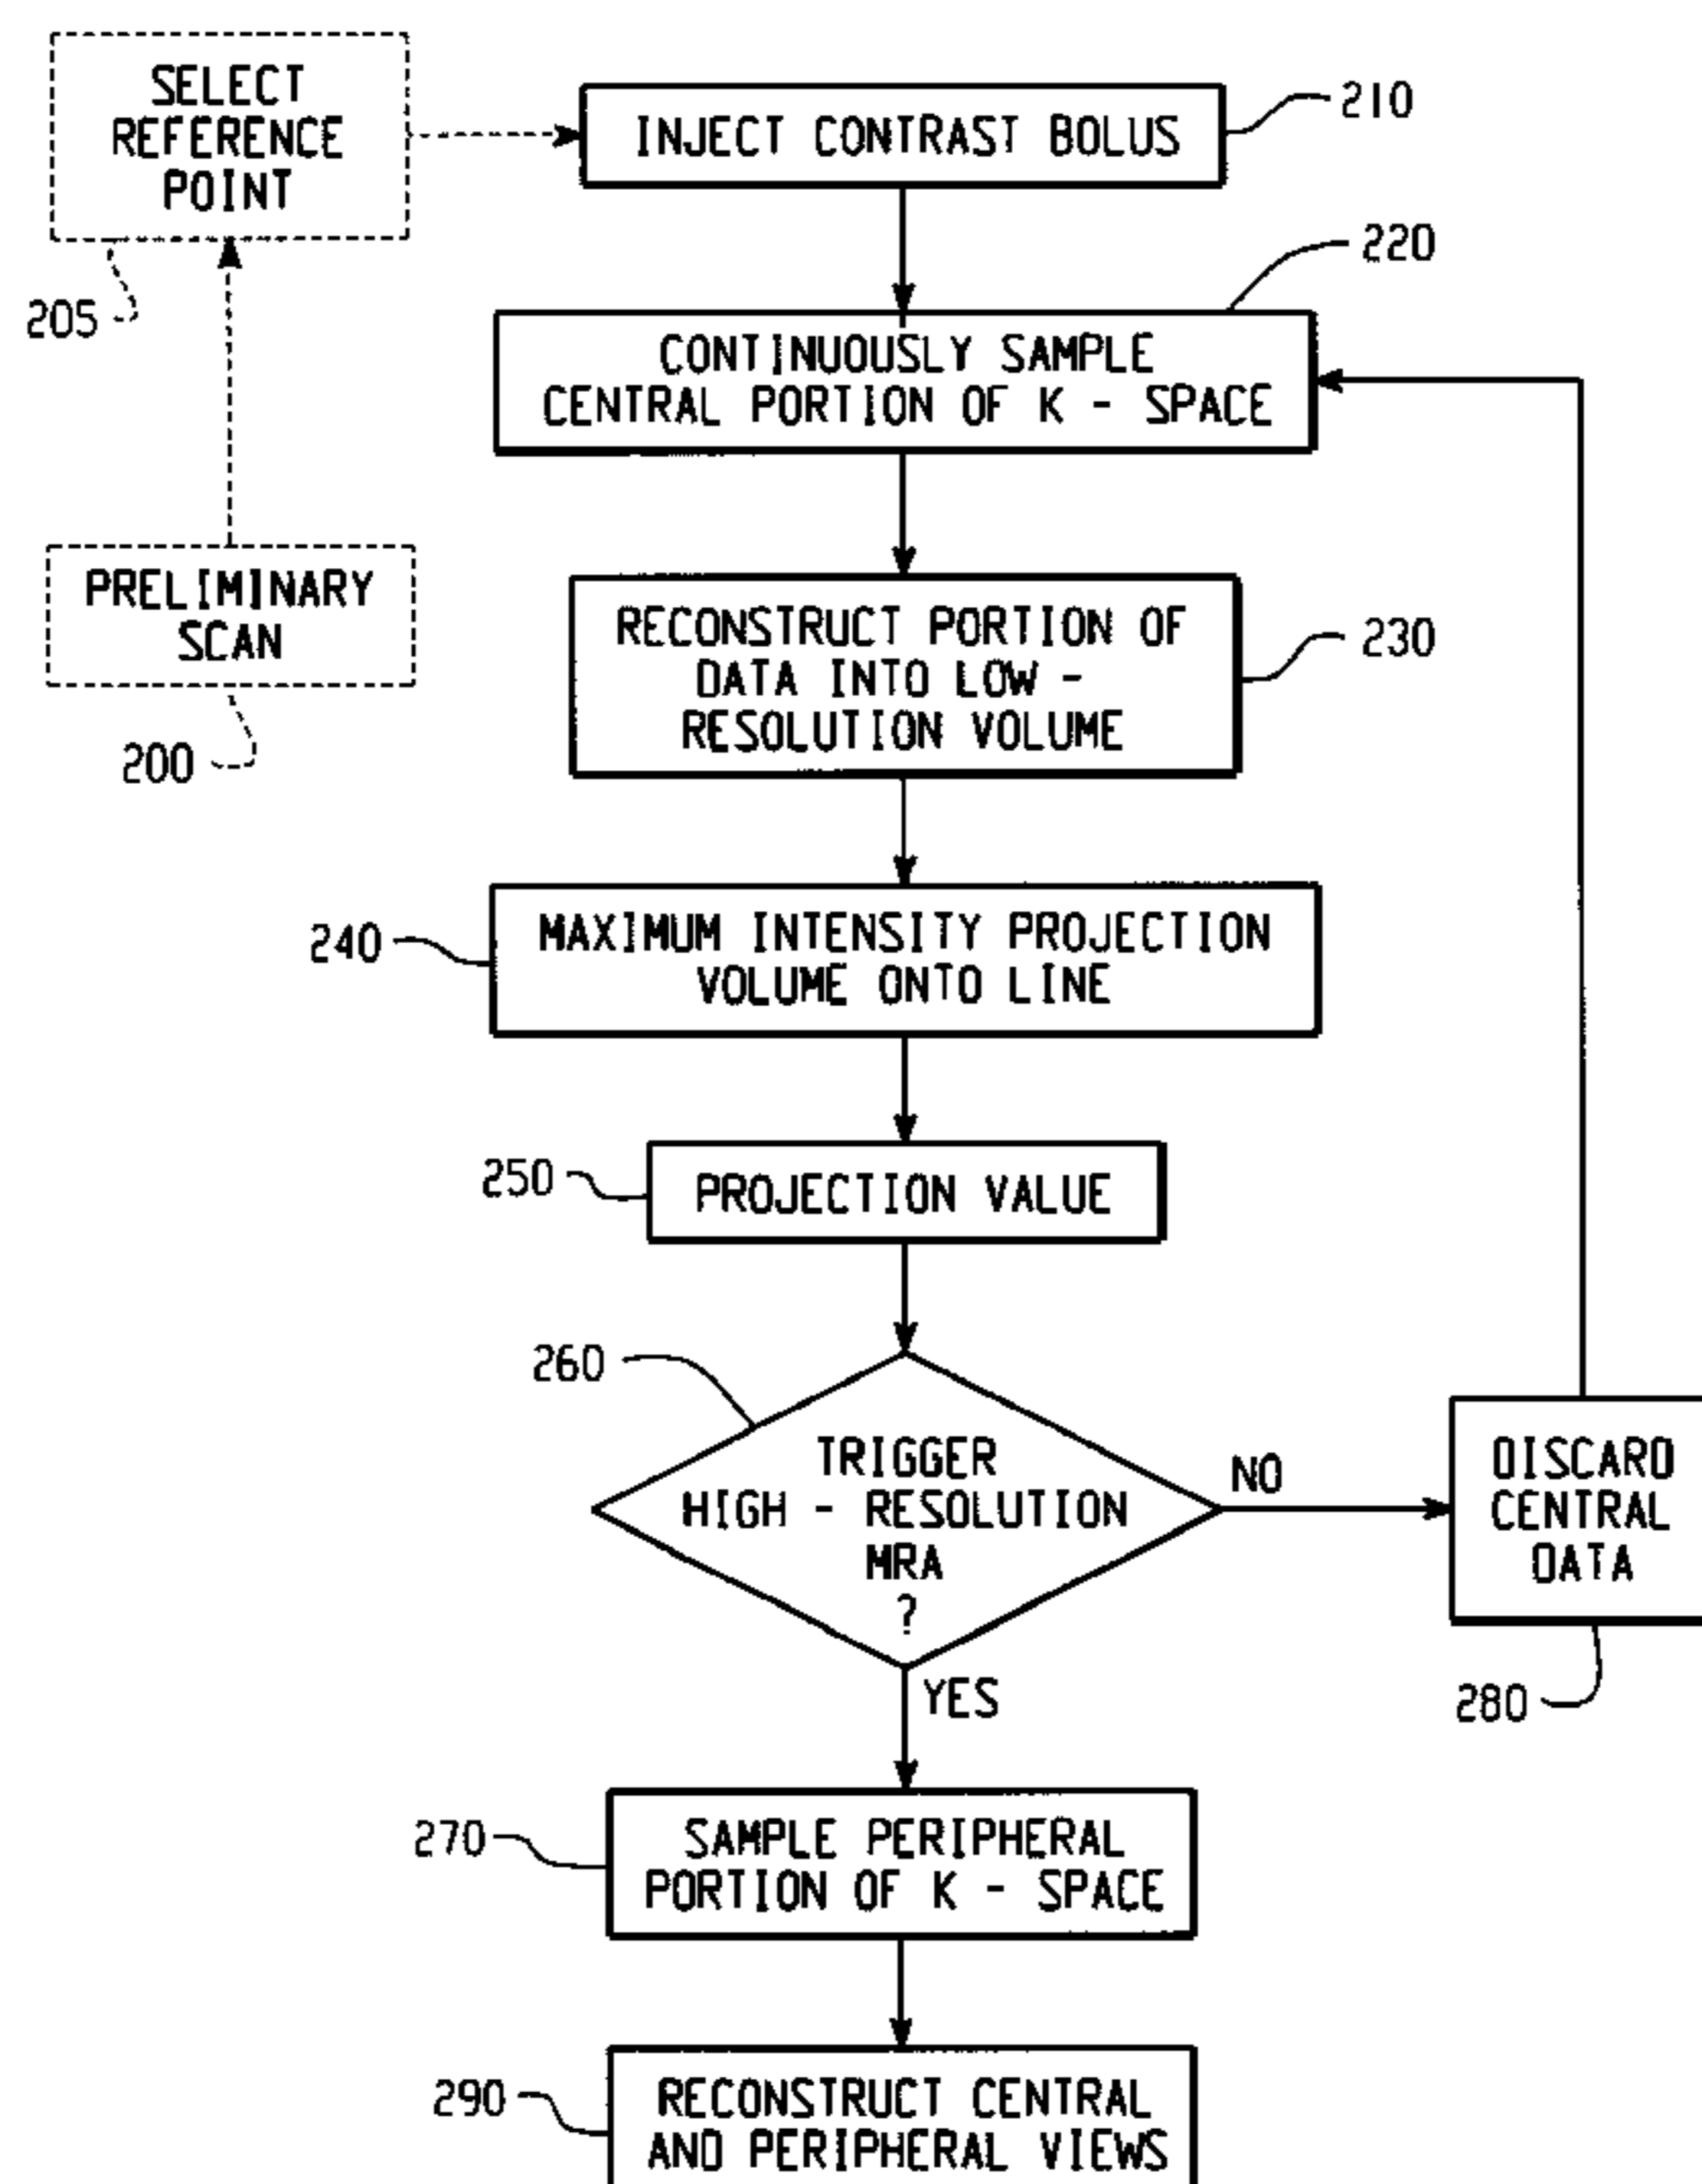 SELECT
REFERENCE
POINT
205
PRELIMINARY
SCAN
200
INJECT CONTRAST BOLUS
210
CONTINUOUSLY SAMPLE
CENTRAL PORTION OF K - SPACE
220
RECONSTRUCT PORTION OF
DATA INTO LOW -
RESOLUTION VOLUME
230
MAXIMUM INTENSITY PROJECTION
VOLUME ONTO LINE
240
PROJECTION VALUE
250
TRIGGER
HIGH - RESOLUTION
MRA
?
260
NO
DISCARD
CENTRAL
DATA
280
YES
SAMPLE PERIPHERAL
PORTION OF K - SPACE
270
RECONSTRUCT CENTRAL
AND PERIPHERAL VIEWS
290